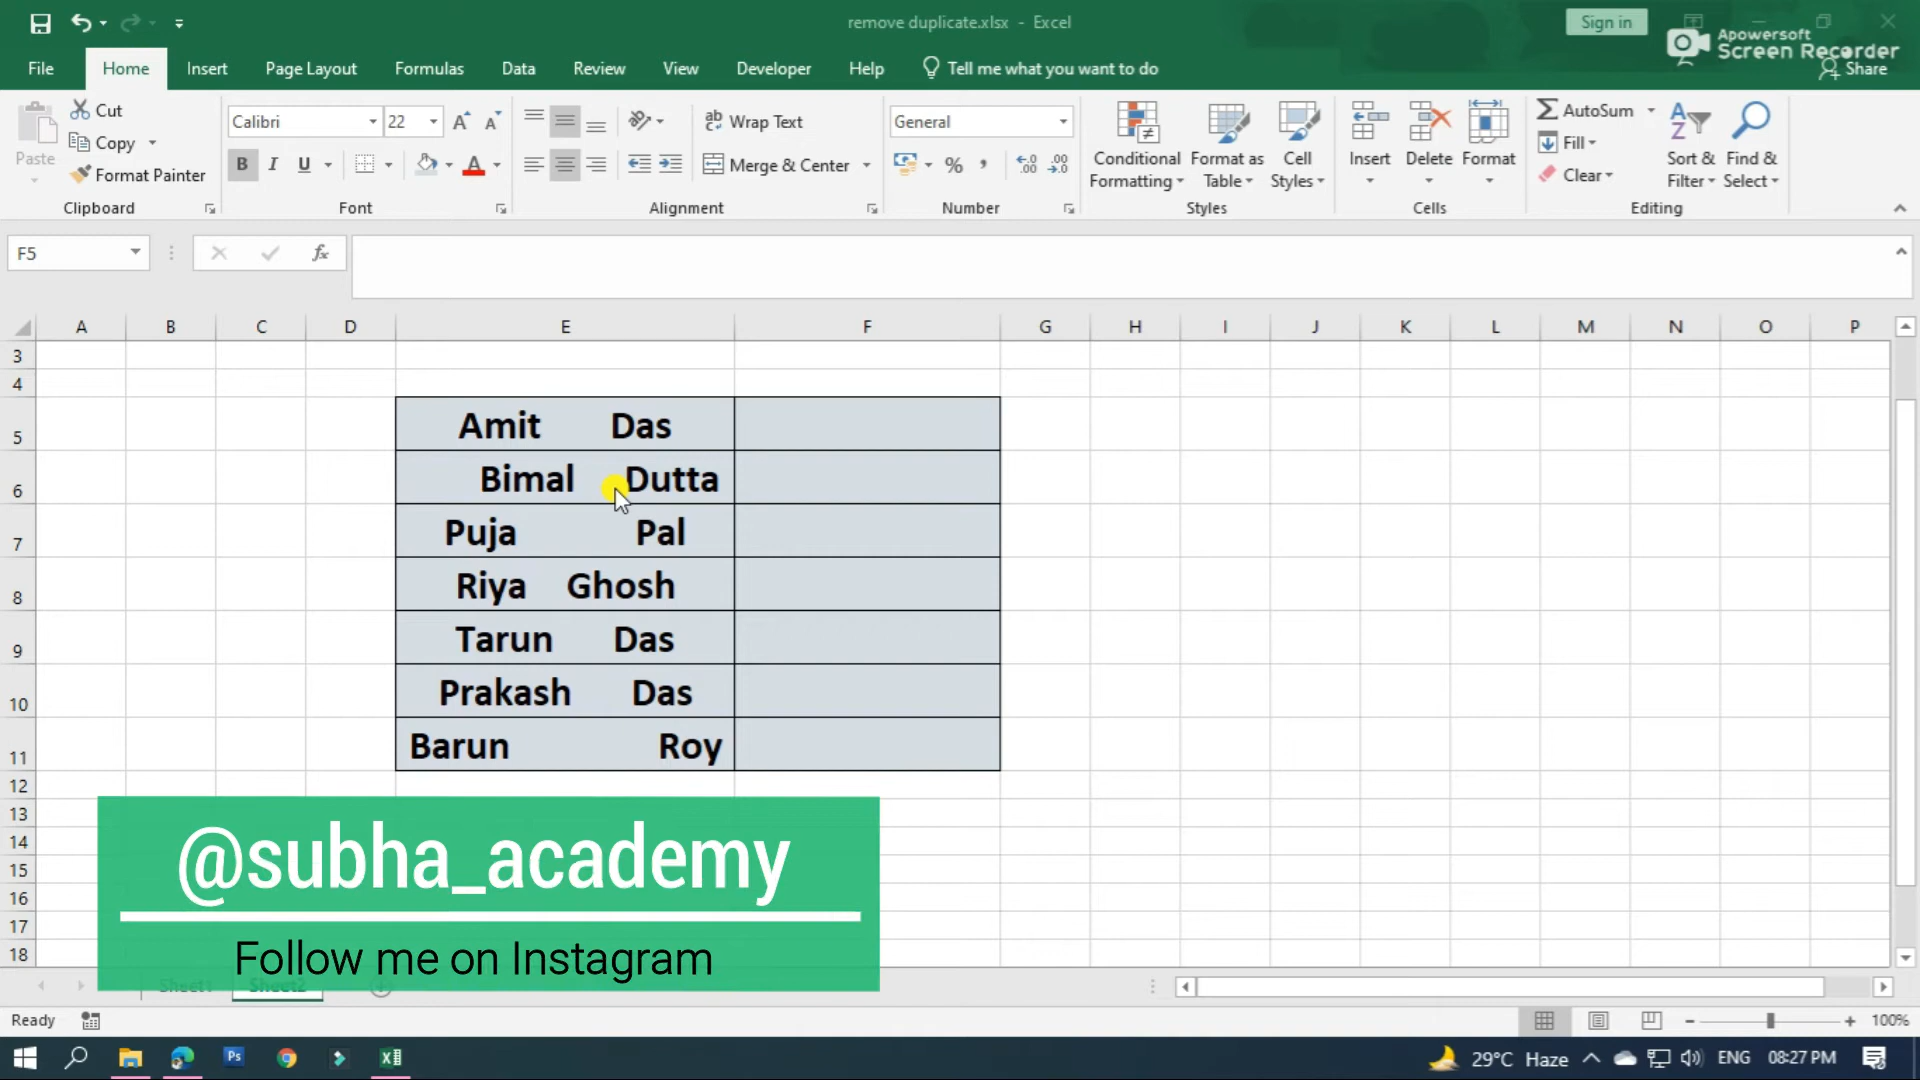 remove duplicate.xlsx - Excel
Sign in
Apowersoft
Screen Recorder
File Home Insert Page Layout Formulas Data Review View Developer Help Tell me what you want to do Share
Paste
Cut
Copy
Format Painter
Clipboard
Calibri 22
B I U
Font
Wrap Text
Merge & Center
Alignment
General
%
Number
Conditional Formatting
Format as Table
Cell Styles
Styles
Insert Delete Format
Cells
AutoSum
Fill
Clear
Sort & Filter
Find & Select
Editing
F5 fx
A B C D E F G H I J K L M N O P
3
4
5 Amit Das
6 Bimal Dutta
7 Puja Pal
8 Riya Ghosh
9 Tarun Das
10 Prakash Das
11 Barun Roy
12
13
14
15
16
17
18
@subha_academy
Follow me on Instagram
Sheet1 Sheet2
Ready 100%
29°C Haze ENG 08:27 PM